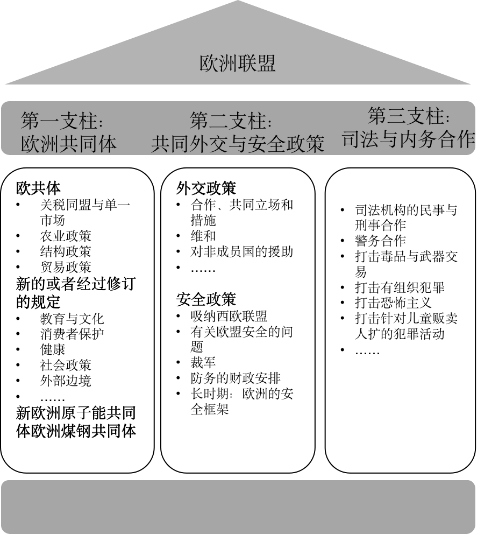 欧洲联盟
第一支柱:
欧洲共同体
第二支柱:
共同外交与安全政策
第三支柱:
司法与内务合作
欧共体
• 关税同盟与单一
市场
• 农业政策
• 结构政策
• 贸易政策
新的或者经过修订
的规定
• 教育与文化
• 消费者保护
• 健康
• 社会政策
• 外部边境
• ……
新欧洲原子能共同
体欧洲煤钢共同体
外交政策
• 合作、共同立场和
措施
• 维和
• 对非成员国的援助
• ……
安全政策
• 吸纳西欧联盟
• 有关欧盟安全的问
题
• 裁军
• 防务的财政安排
• 长时期：欧洲的安
全框架
• 司法机构的民事与
刑事合作
• 警务合作
• 打击毒品与武器交
易
• 打击有组织犯罪
• 打击恐怖主义
• 打击针对儿童贩卖
人扩的犯罪活动
• ……